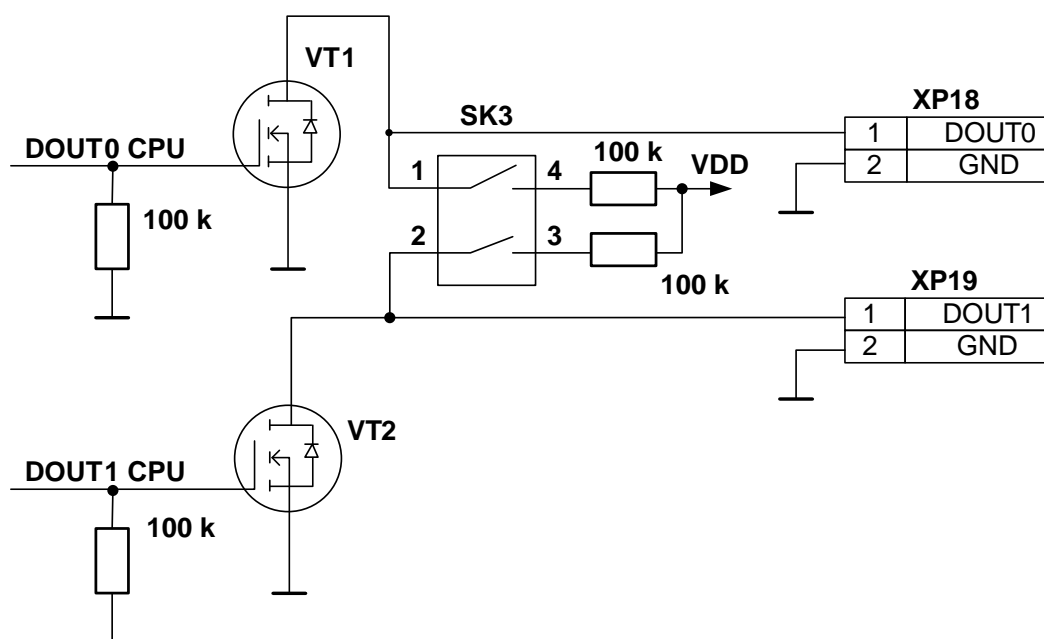 VT1
XP18
SK3
1 DOUT0
DOUT0 CPU
100 k
VDD
2 GND
1
4
100 k
2
3
100 k
XP19
1 DOUT1
2 GND
VT2
DOUT1 CPU
100 k